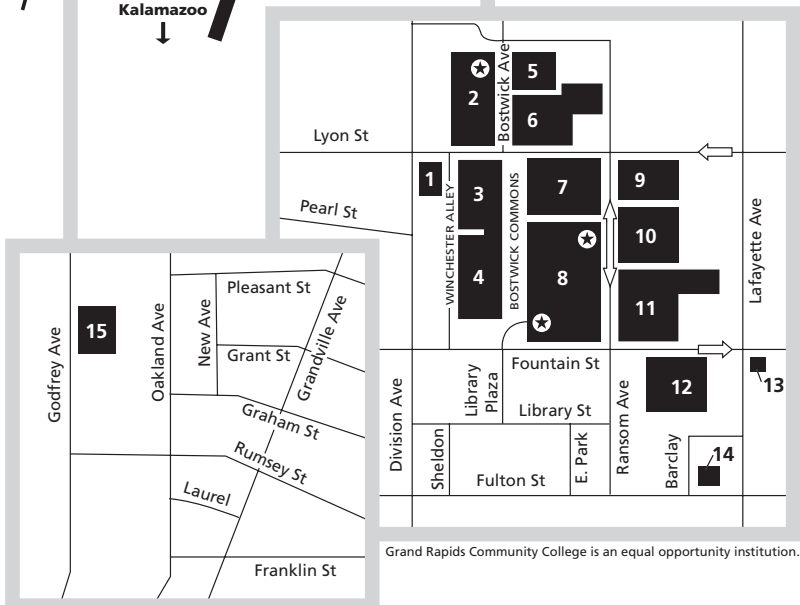 Kalamazoo
Bostwick Ave
5
2
6
Lyon St
1
3
7
9
WINCHESTER ALLEY
BOSTWICK COMMONS
Lafayette Ave
Pearl St
10
4
8
11
Fountain St
Division Ave
Library
Plaza
Library St
Ransom Ave
12
13
Sheldon
Fulton St
E. Park
Barclay
14
Pleasant St
Godfrey Ave
15
Oakland Ave
New Ave
Grandville Ave
Grant St
Graham St
Rumsey St
Laurel
Franklin St
Grand Rapids Community College is an equal opportunity institution.